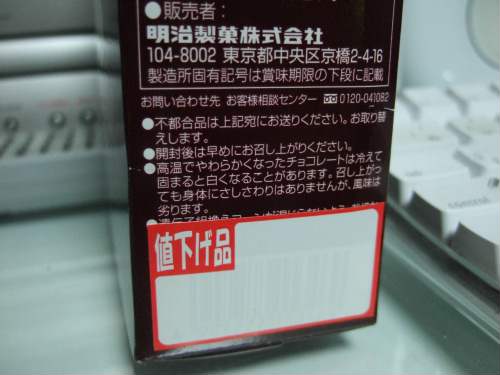 ●販売者：
明治製菓株式会社
104-8002 東京都中央区京橋2-4-16
製造所固有記号は賞味期限の下段に記載
お問い合わせ先 お客様相談センター 0120-041082
●不都合品は上記宛にお送りください。お取り替
えします。
●開封後は早めにお召し上がりください。
●高温でやわらかくなったチョコレートは冷えて
固まると白くなることがあります。召し上がっ
ても身体にさしさわりはありませんが、風味は
劣ります。
値下げ品
control